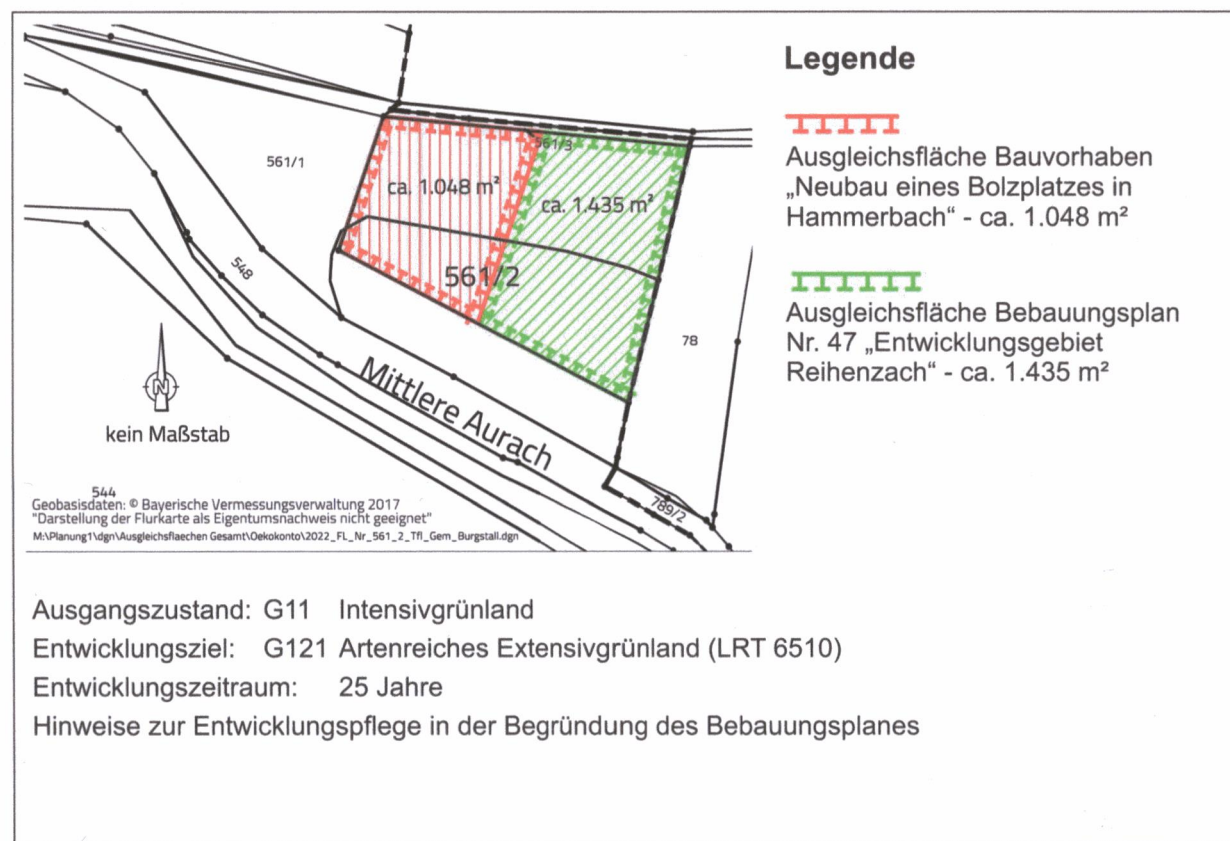 561/1
561/3
ca. 1.048 m²
ca. 1.435 m²
561/2
548
78
Mittlere Aurach
N
kein Maßstab
789/2
544
Geobasisdaten: © Bayerische Vermessungsverwaltung 2017
"Darstellung der Flurkarte als Eigentumsnachweis nicht geeignet"
M:\Planung1\dgn\Ausgleichsflaechen Gesamt\Oekokonto\2022_FL_Nr_561_2_Tfl_Gem_Burgstall.dgn
Legende
Ausgleichsfläche Bauvorhaben
„Neubau eines Bolzplatzes in
Hammerbach“ - ca. 1.048 m²
Ausgleichsfläche Bebauungsplan
Nr. 47 „Entwicklungsgebiet
Reihenzach“ - ca. 1.435 m²
Ausgangszustand: G11 Intensivgrünland
Entwicklungsziel: G121 Artenreiches Extensivgrünland (LRT 6510)
Entwicklungszeitraum: 25 Jahre
Hinweise zur Entwicklungspflege in der Begründung des Bebauungsplanes